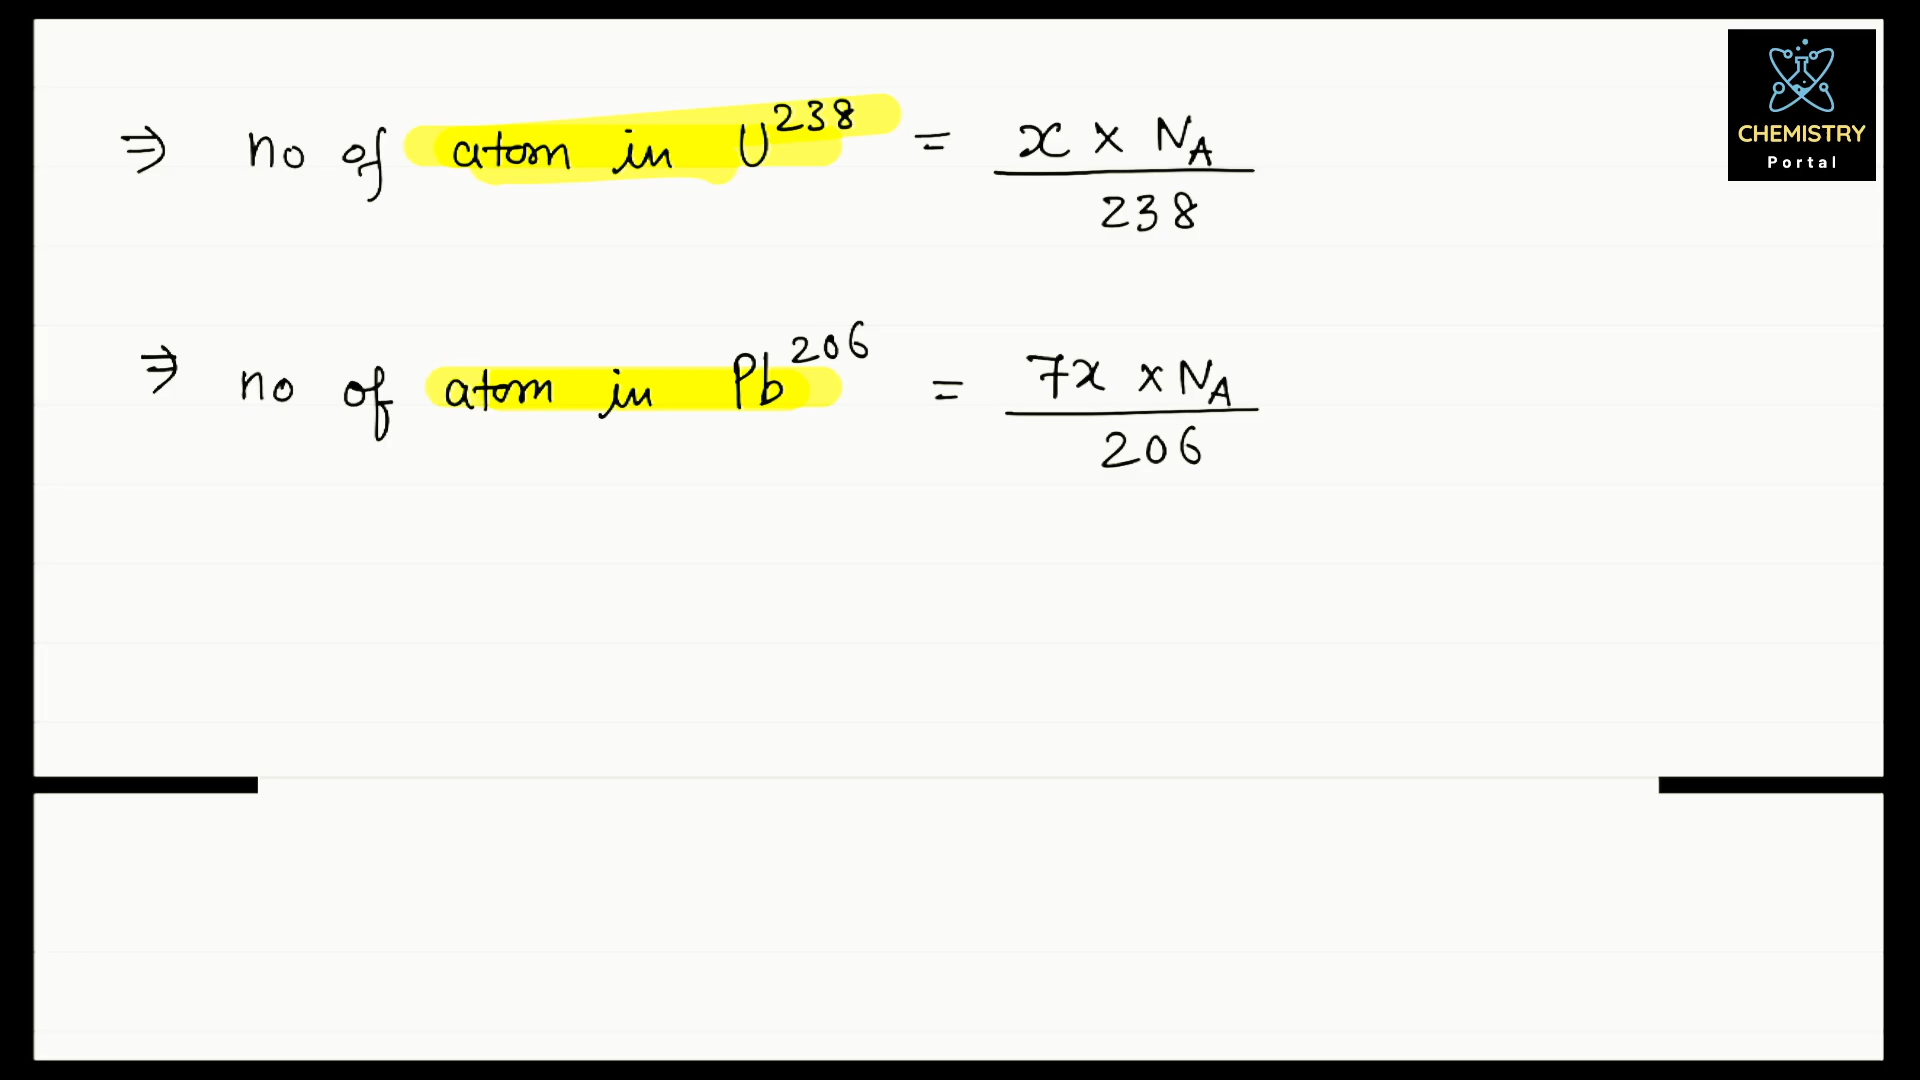 ⇒ no of atom in U²³⁸ = x × N_A
238
⇒ no of atom in Pb²⁰⁶ = 7x × N_A
206
CHEMISTRY
Portal